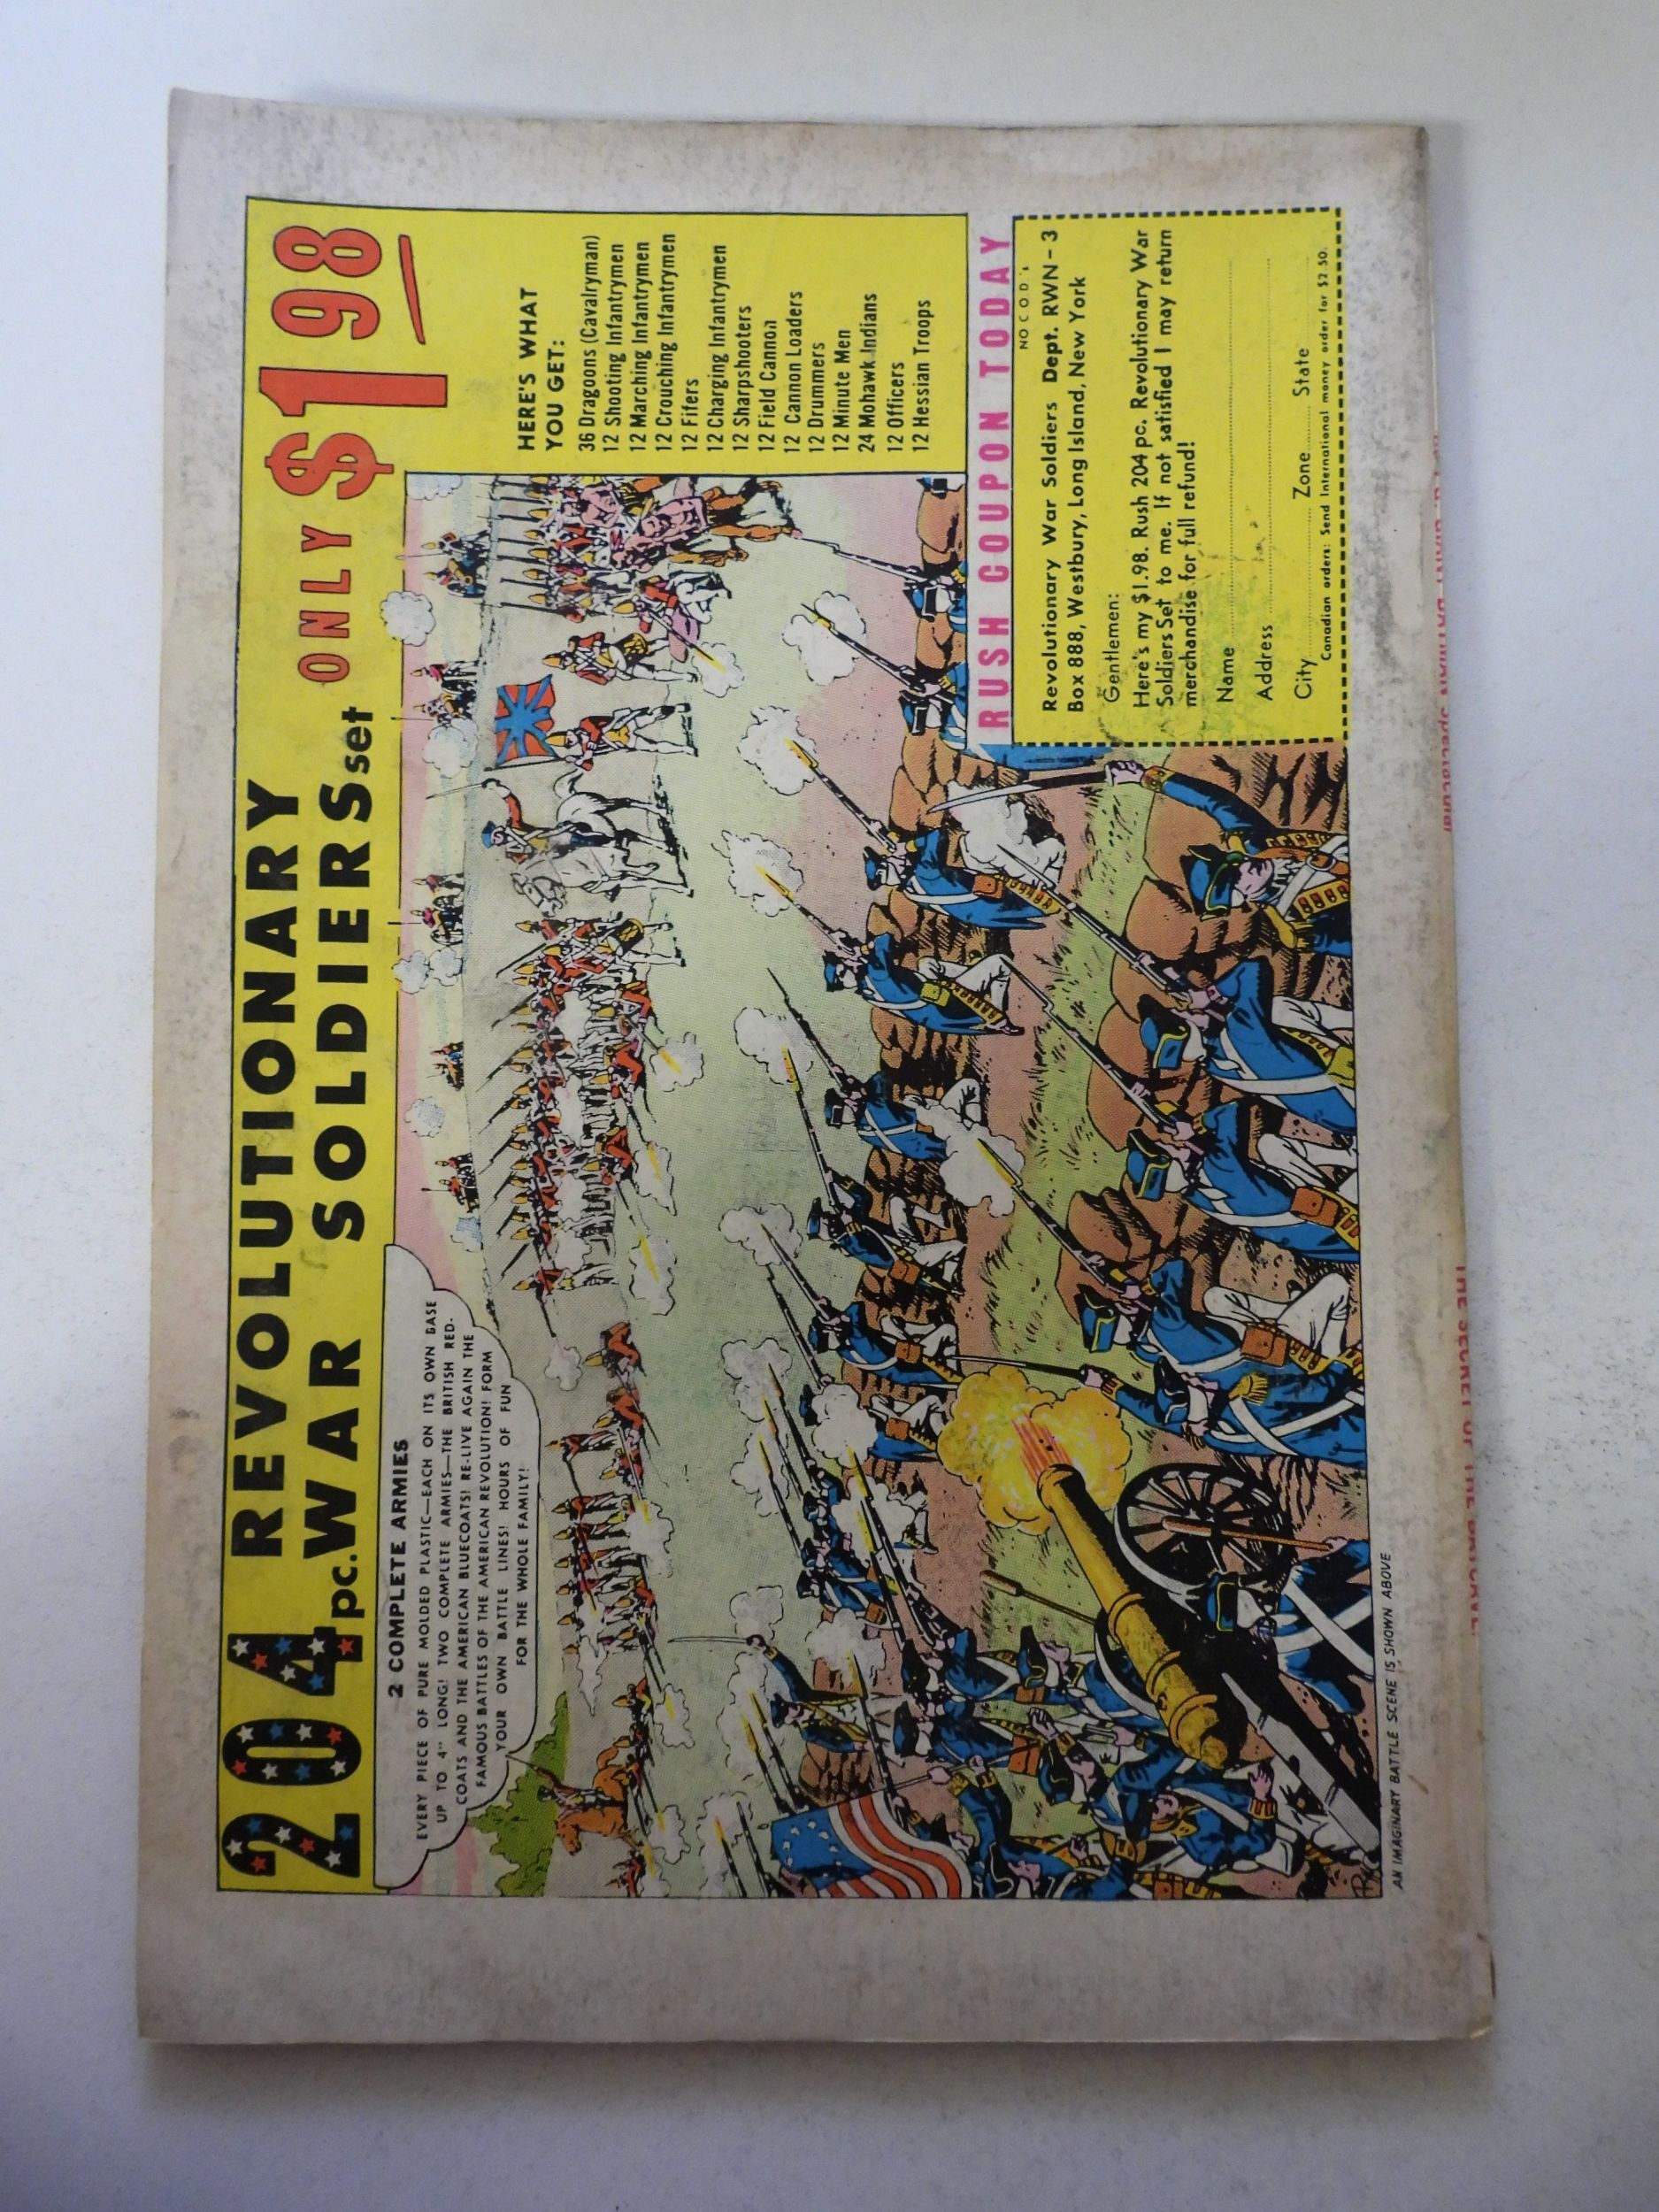 204 REVOLUTIONARY
pc. WAR SOLDIERS set ONLY $1 98
2 COMPLETE ARMIES
EVERY PIECE OF PURE MOLDED PLASTIC—EACH ON ITS OWN BASE
UP TO 4" LONG! TWO COMPLETE ARMIES—THE BRITISH RED-
COATS AND THE AMERICAN BLUECOATS! RE-LIVE AGAIN THE
FAMOUS BATTLES OF THE AMERICAN REVOLUTION! FORM
YOUR OWN BATTLE LINES! HOURS OF FUN
FOR THE WHOLE FAMILY!
HERE'S WHAT
YOU GET:
36 Dragoons (Cavalryman)
12 Shooting Infantrymen
12 Marching Infantrymen
12 Crouching Infantrymen
12 Fifers
12 Charging Infantrymen
12 Sharpshooters
12 Field Cannon
12 Cannon Loaders
12 Drummers
12 Minute Men
24 Mohawk Indians
12 Officers
12 Hessian Troops
RUSH COUPON TODAY
NO C.O.D.'s
Revolutionary War Soldiers Dept. RWN-3
Box 888, Westbury, Long Island, New York
Gentlemen:
Here's my $1.98. Rush 204 pc. Revolutionary War
Soldiers Set to me. If not satisfied I may return
merchandise for full refund!
Name
Address
City Zone State
Canadian orders: Send International money order for $2.50.
AN IMAGINARY BATTLE SCENE IS SHOWN ABOVE
THE SECRET OF THE BATCAVE